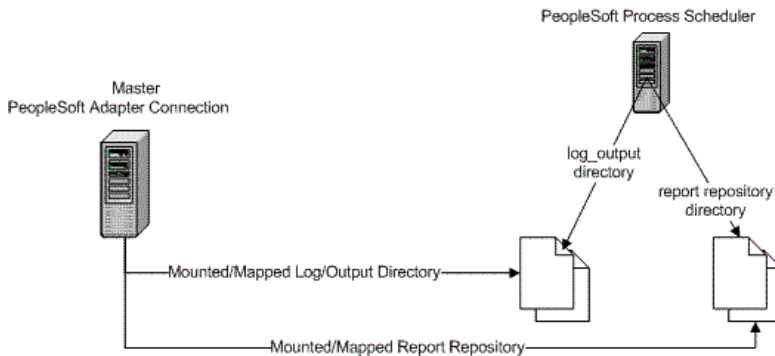 PeopleSoft Process Scheduler
Master
PeopleSoft Adapter Connection
log_output
directory
report repository
directory
Mounted/Mapped Log/Output Directory
Mounted/Mapped Report Repository